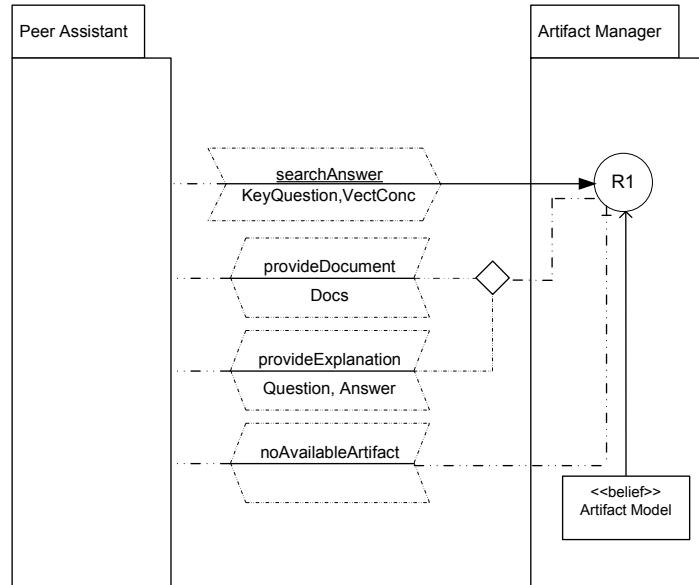 Peer Assistant
Artifact Manager
searchAnswer
KeyQuestion,VectConc
R1
provideDocument
Docs
provideExplanation
Question, Answer
noAvailableArtifact
<<belief>>
Artifact Model